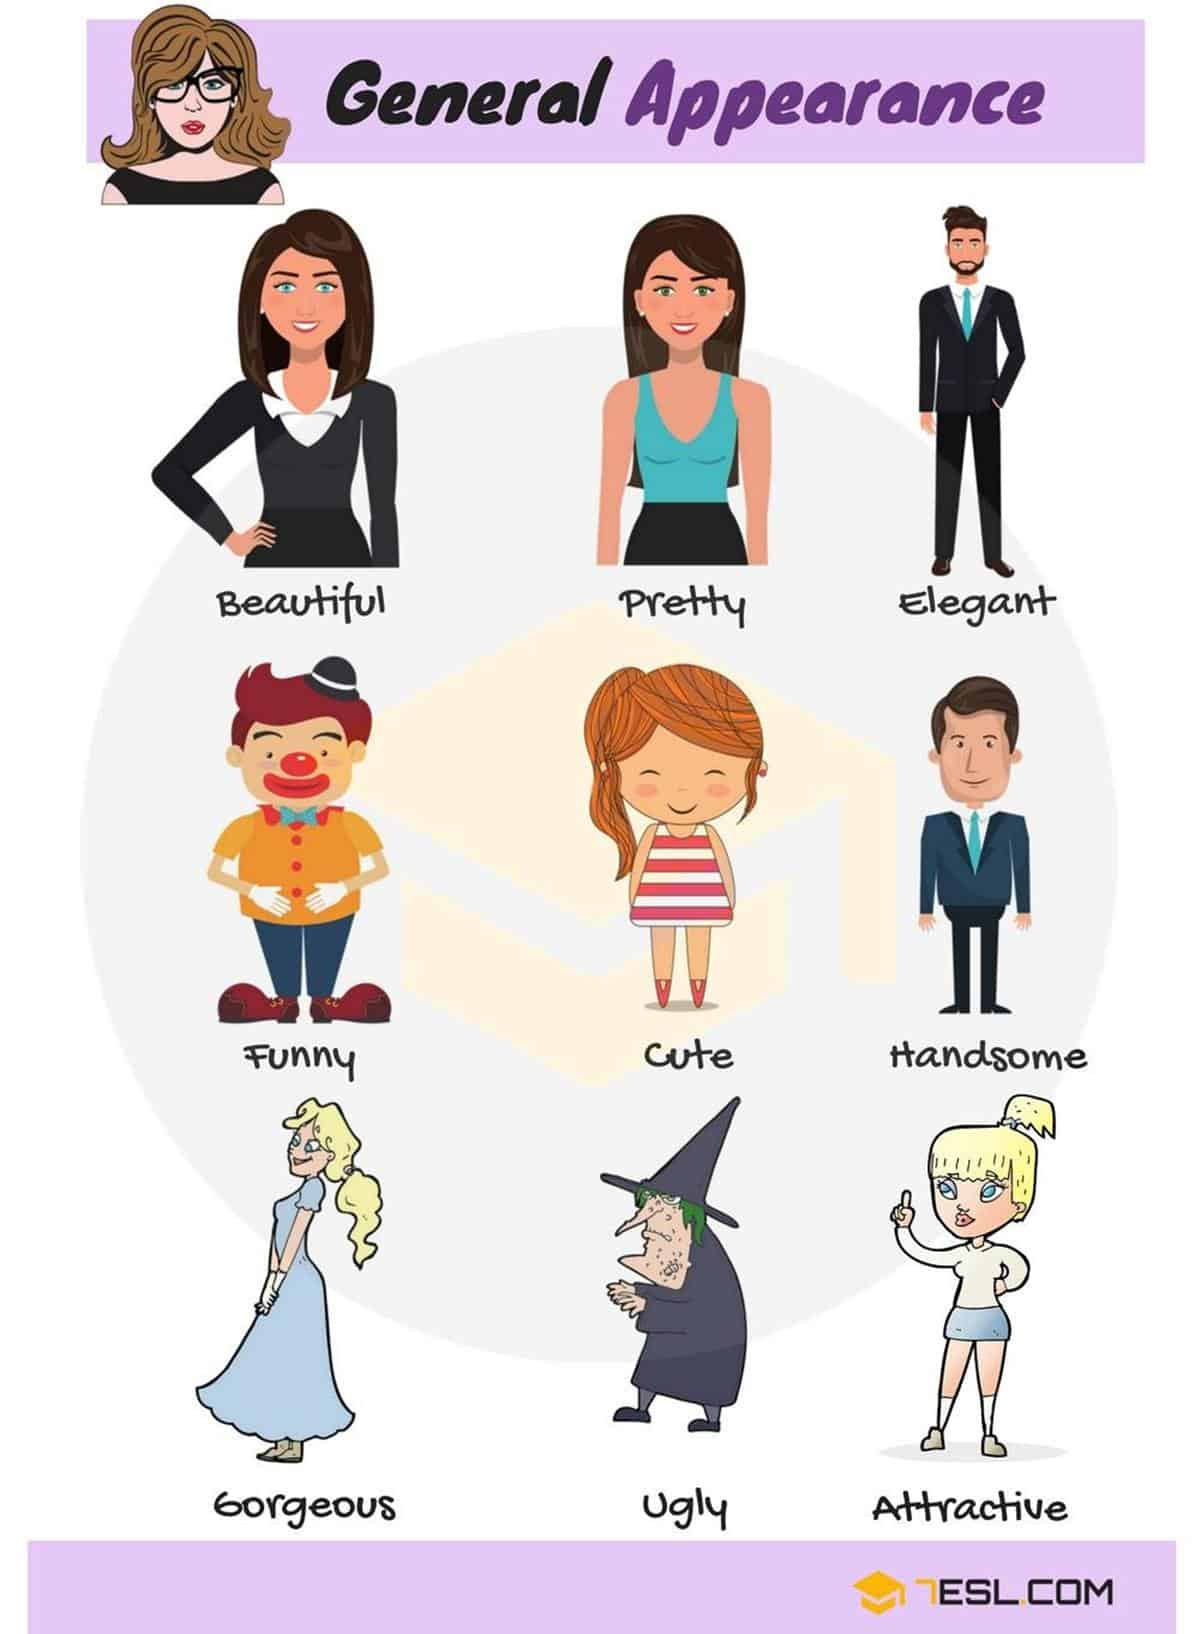 General Appearance
Beautiful
Pretty
Elegant
Funny
Cute
Handsome
Gorgeous
Ugly
Attractive
7ESL.COM